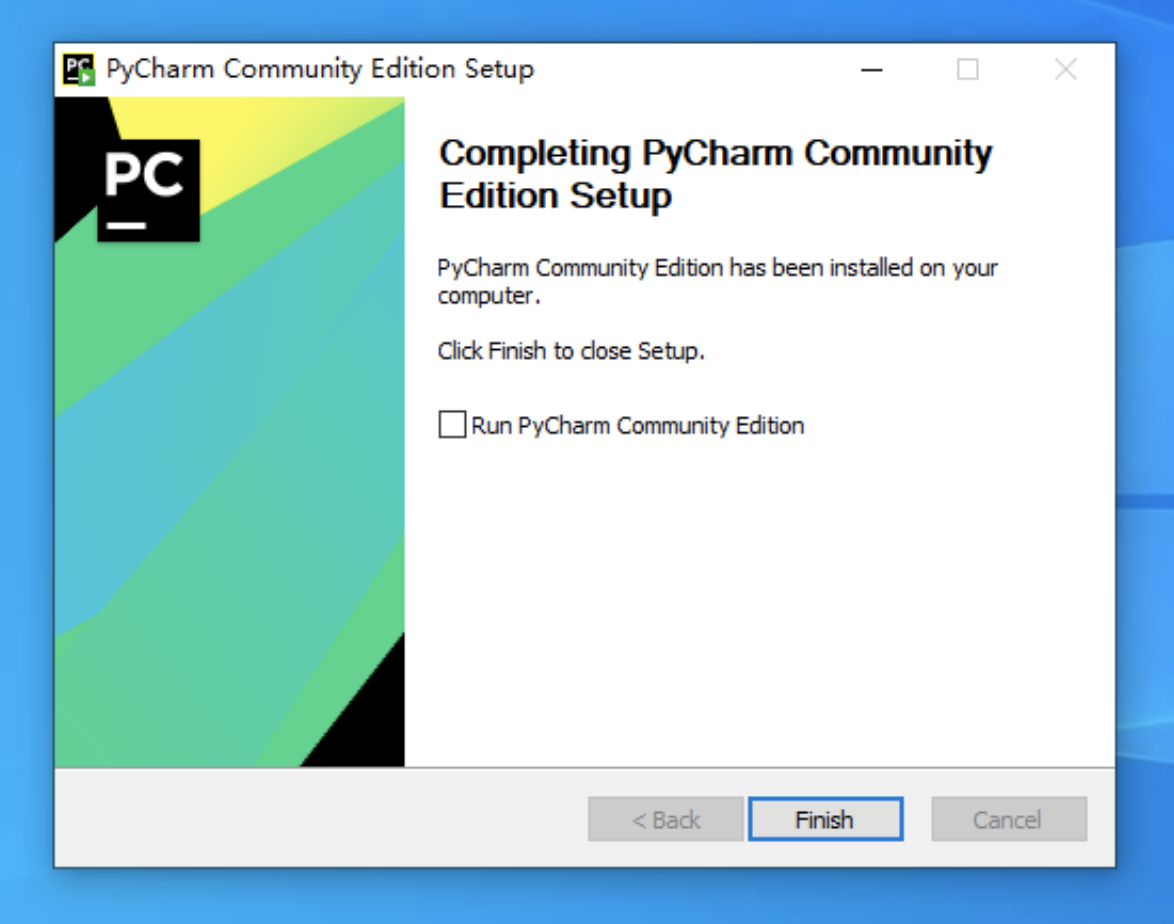 PyCharm Community Edition Setup
PC
Completing PyCharm Community
Edition Setup
PyCharm Community Edition has been installed on your
computer.
Click Finish to close Setup.
Run PyCharm Community Edition
< Back
Finish
Cancel